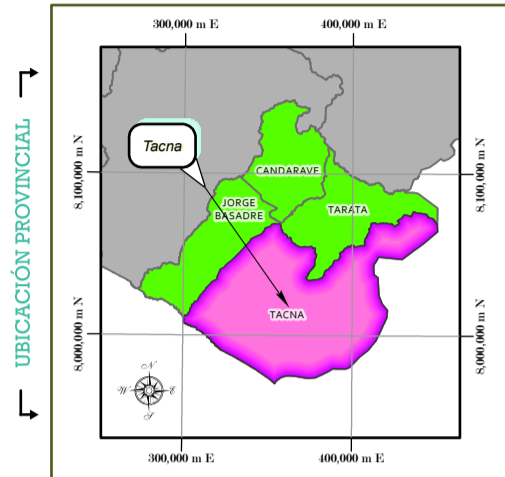 300,000 m E
400,000 m E
UBICACIÓN PROVINCIAL
8,100,000 m N
8,100,000 m N
Tacna
CANDARAVE
JORGE
BASADRE
TARATA
TACNA
8,000,000 m N
8,000,000 m N
N
W
E
S
300,000 m E
400,000 m E